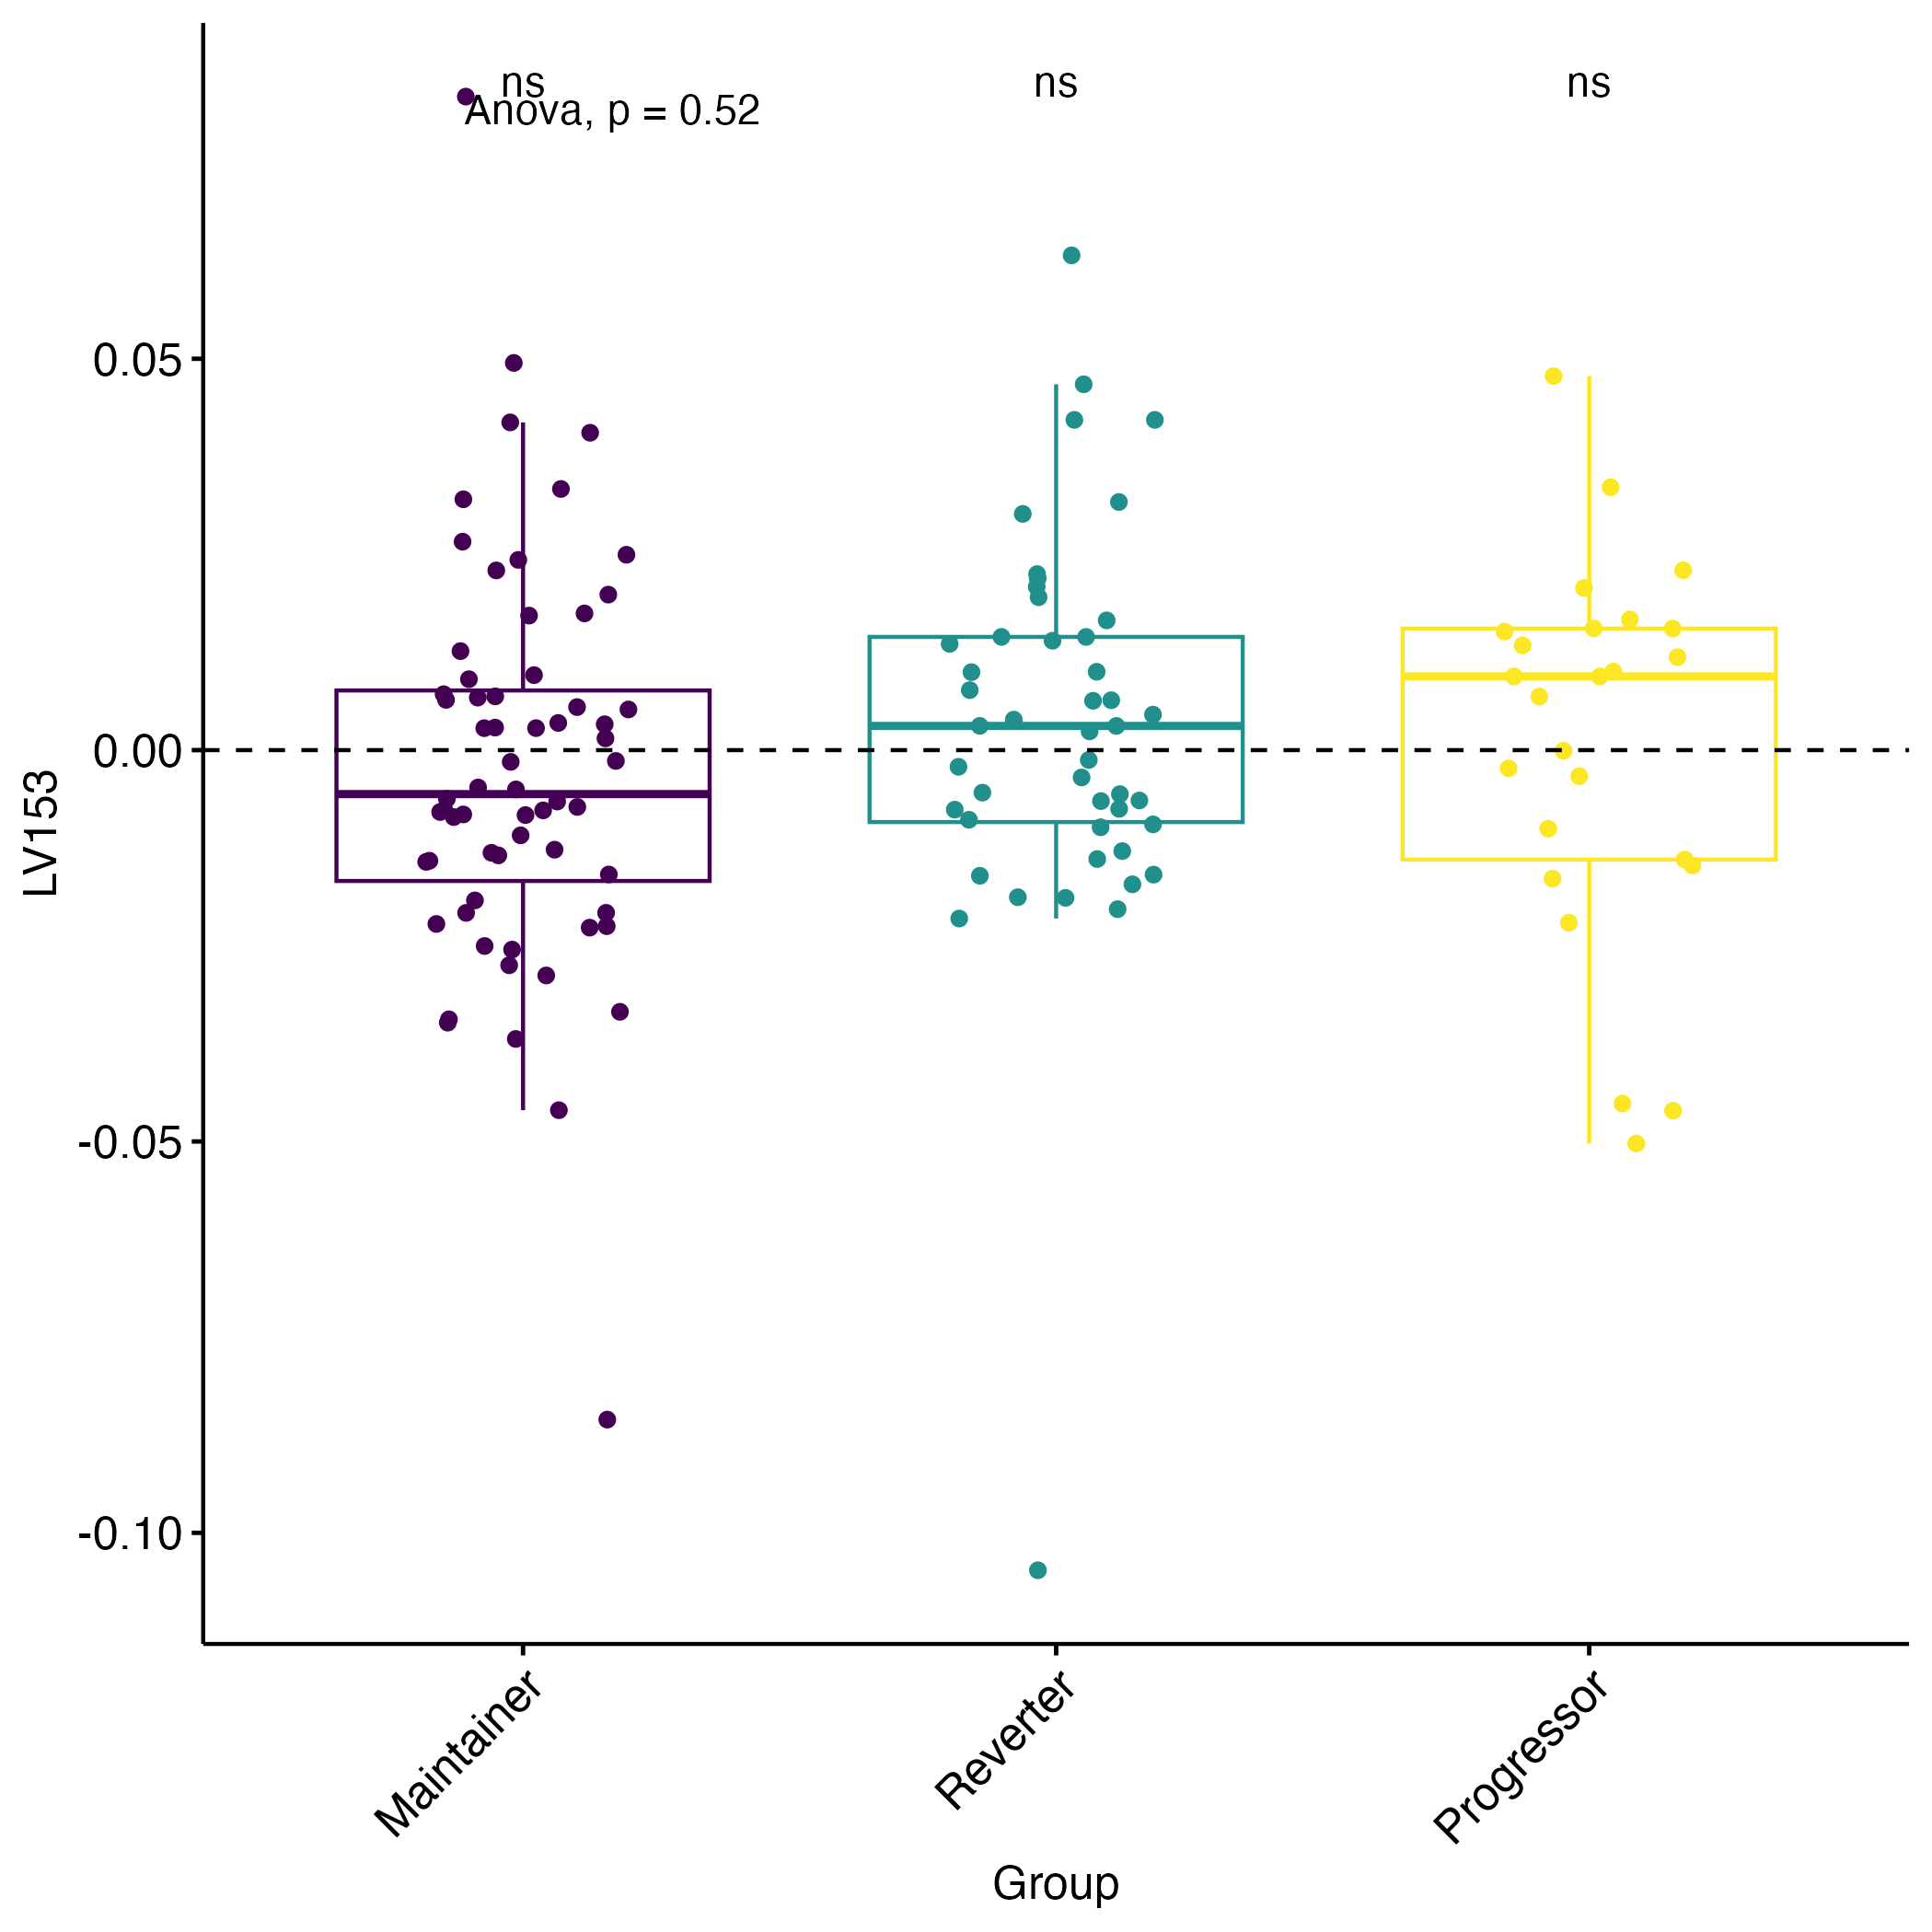 ns ns ns
Anova, p = 0.52
0.05
0.00
-0.05
-0.10
LV153
Maintainer
Reverter
Progressor
Group